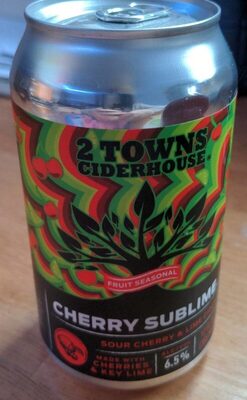 2 TOWNS
CIDERHOUSE
FRUIT SEASONAL
CHERRY SUBLIME
SOUR CHERRY & LIME
MADE WITH
CHERRIES
& KEY LIME
6.5%